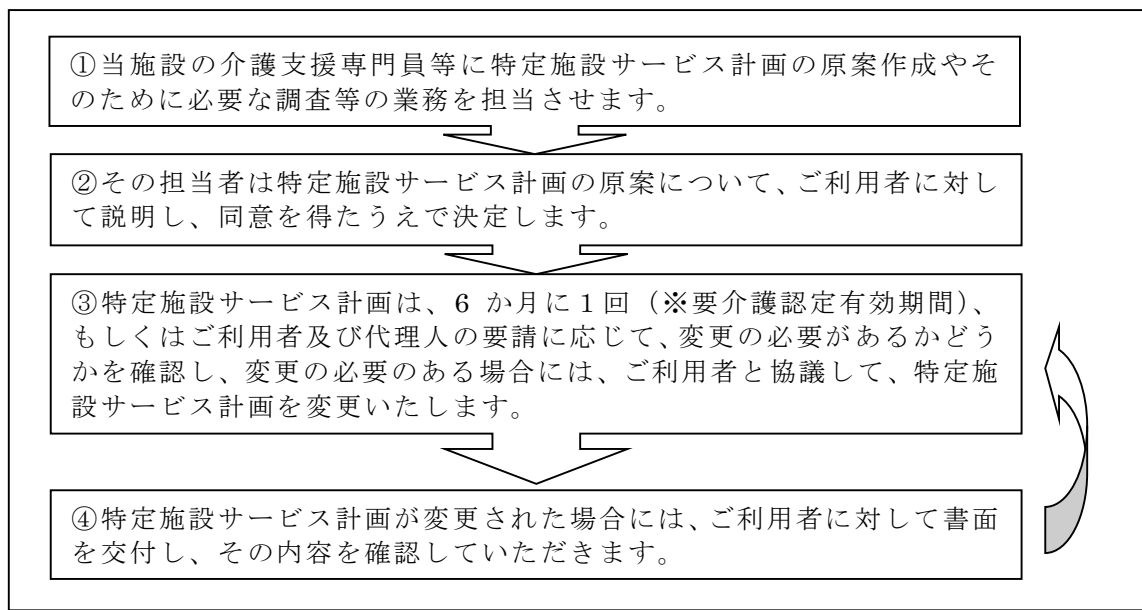 ①当施設の介護支援専門員等に特定施設サービス計画の原案作成やそ
のために必要な調査等の業務を担当させます。
②その担当者は特定施設サービス計画の原案について、ご利用者に対し
て説明し、同意を得たうえで決定します。
③特定施設サービス計画は、6 か月に１回（※要介護認定有効期間）、
もしくはご利用者及び代理人の要請に応じて、変更の必要があるかどう
かを確認し、変更の必要のある場合には、ご利用者と協議して、特定施
設サービス計画を変更いたします。
④特定施設サービス計画が変更された場合には、ご利用者に対して書面
を交付し、その内容を確認していただきます。